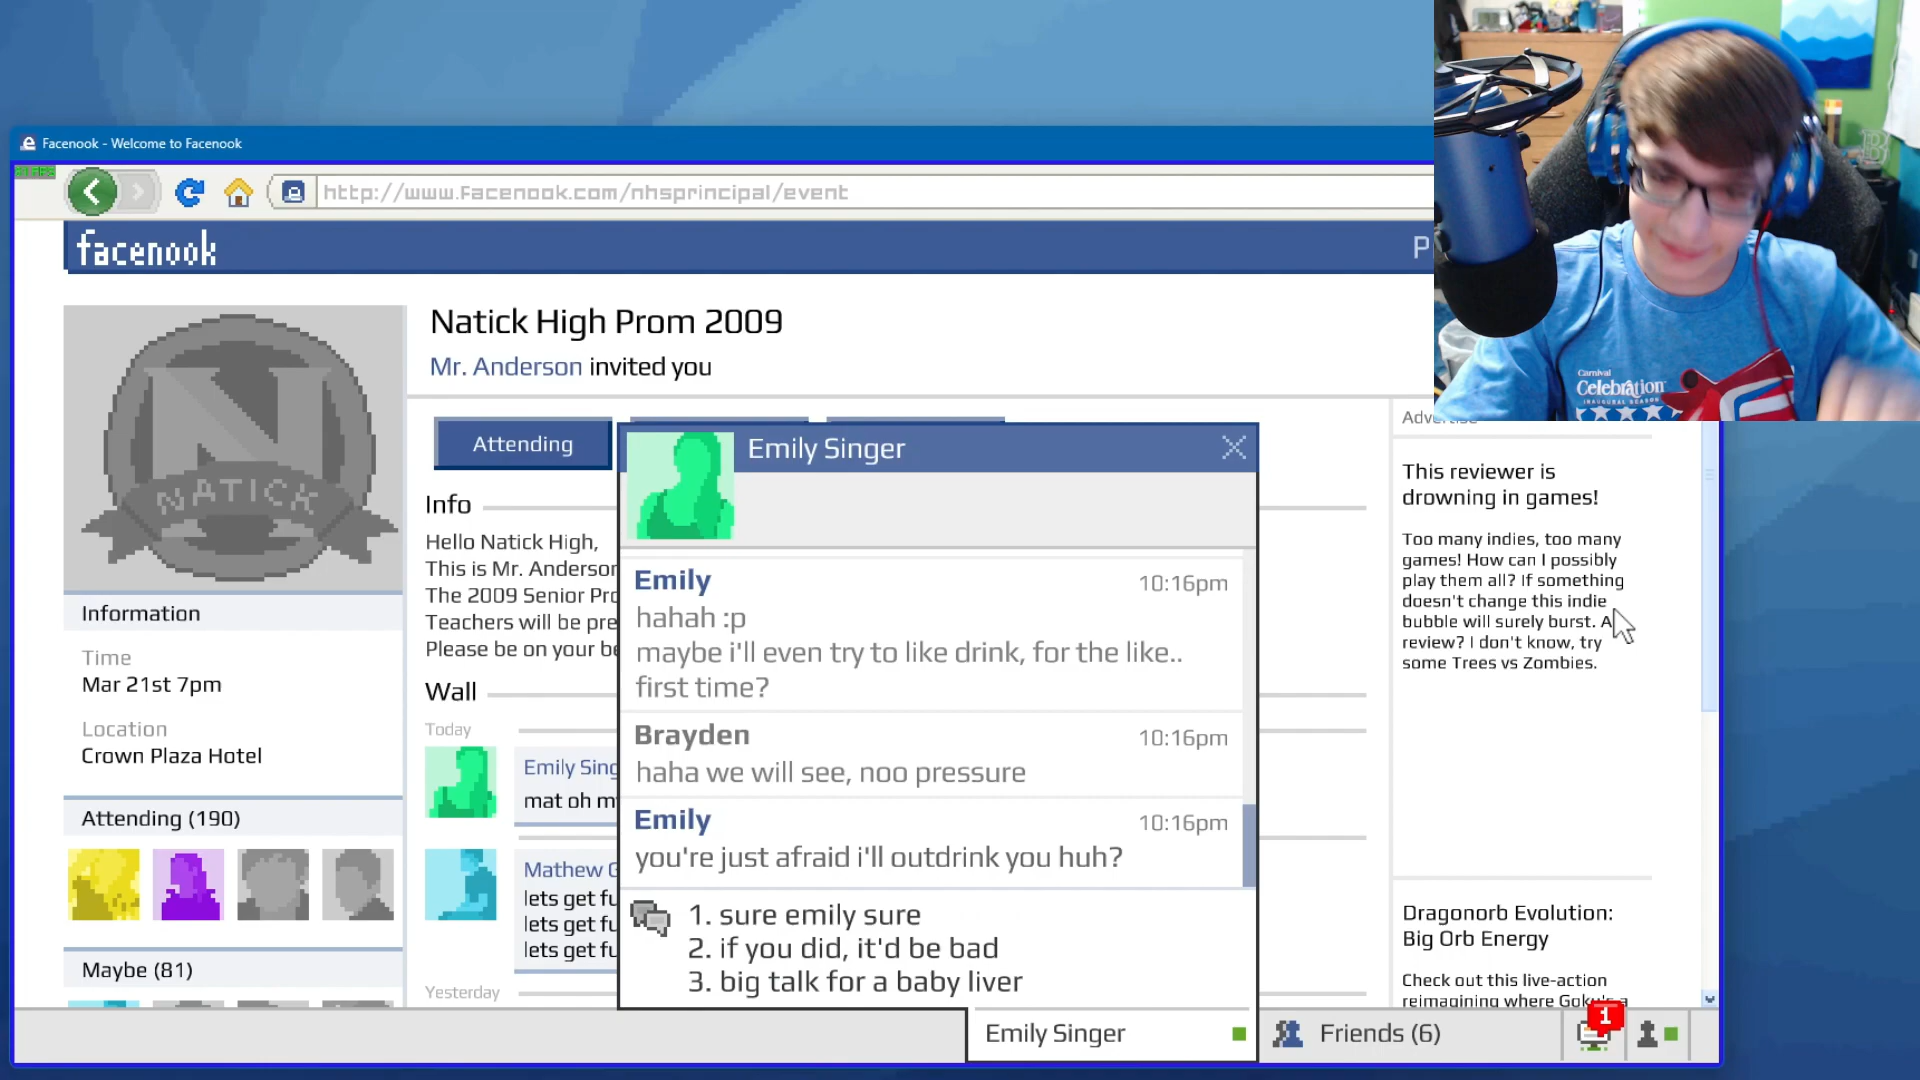 Facenook - Welcome to Facenook
http://www.Facenook.com/nhsprincipal/event
facenook
P
Natick High Prom 2009
Mr. Anderson invited you
Attending
NATICK
Information
Time
Mar 21st 7pm
Location
Crown Plaza Hotel
Attending (190)
Maybe (81)
Info
Hello Natick High,
This is Mr. Anderson
The 2009 Senior Pro
Teachers will be pre
Please be on your be
Wall
Today
Emily Sing
mat oh m
Mathew G
lets get fu
lets get fu
lets get fu
Yesterday
Emily Singer
Emily 10:16pm
hahah :p
maybe i'll even try to like drink, for the like..
first time?
Brayden 10:16pm
haha we will see, noo pressure
Emily 10:16pm
you're just afraid i'll outdrink you huh?
1. sure emily sure
2. if you did, it'd be bad
3. big talk for a baby liver
Emily Singer
Friends (6)
1
Carnival
Celebration
INAUGURAL SEASON
This reviewer is
drowning in games!
Too many indies, too many
games! How can I possibly
play them all? If something
doesn't change this indie
bubble will surely burst. A
review? I don't know, try
some Trees vs Zombies.
Dragonorb Evolution:
Big Orb Energy
Check out this live-action
reimagining where Goku's a